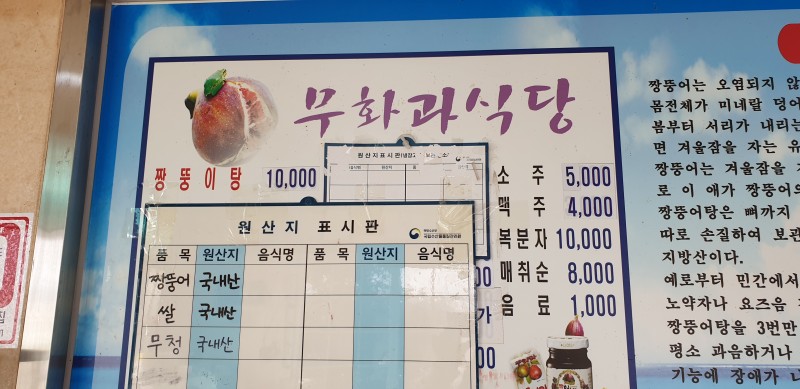 무화과식당
짱뚱이탕 10,000
소주 5,000
맥주 4,000
복분자 10,000
매취순 8,000
음료 1,000
원산지표시판
원산지 표시판
품목 원산지 음식명 품목 원산지 음식명
짱뚱어 국내산
쌀 국내산
무청 국내산
짱뚱어는 오염되지 않
몸전체가 미네랄 덩어
봄부터 서리가 내리는
면 겨울잠을 자는 유
짱뚱어는 겨울잠을
로 이 애가 짱뚱어의
짱뚱어탕은 뼈까지
따로 손질하여 보관
지방산이다.
예로부터 민간에서
노약자나 요즈음
짱뚱어탕을 3번만
평소 과음하거나
기능에 장애가 나